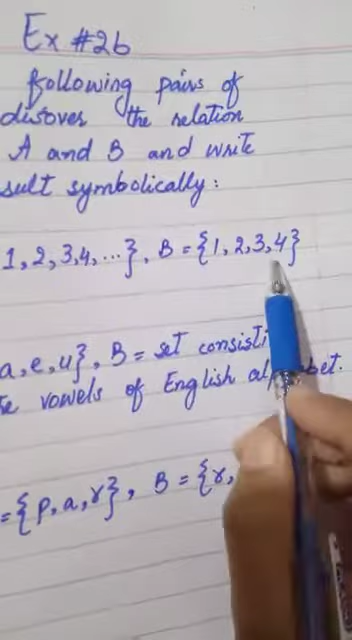 Ex #2b
following pairs of
discover the relation
A and B and write
sult symbolically:
1, 2, 3, 4, ...}, B = {1, 2, 3, 4}
a, e, u}, B = set consisti
vowels of English al bet.
= {p, a, r}, B = {r,